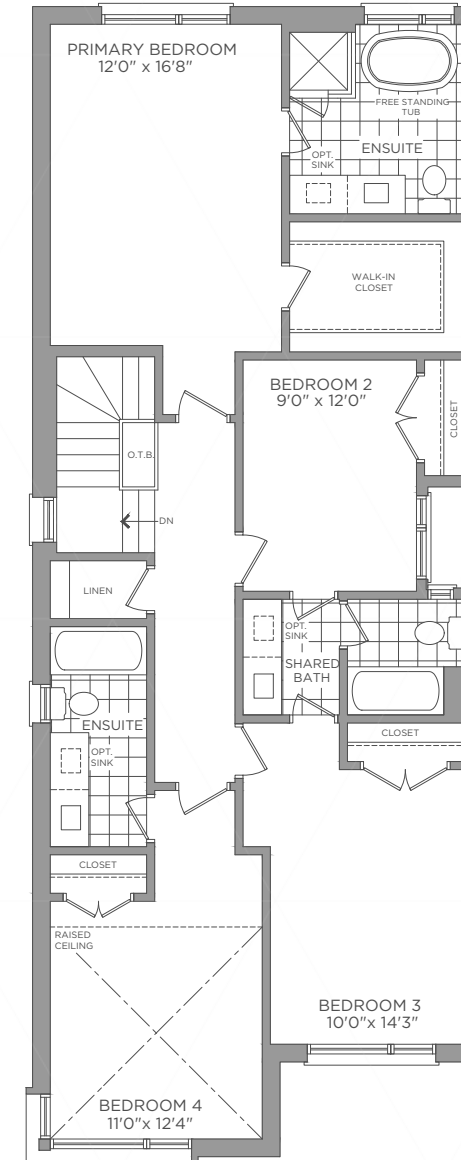 PRIMARY BEDROOM
12'0" x 16'8"
FREE STANDING
TUB
ENSUITE
OPT.
SINK
WALK-IN
CLOSET
BEDROOM 2
9'0" x 12'0"
CLOSET
O.T.B.
DN
LINEN
OPT.
SINK
SHARED
BATH
ENSUITE
OPT.
SINK
CLOSET
CLOSET
RAISED
CEILING
BEDROOM 3
10'0"x 14'3"
BEDROOM 4
11'0"x 12'4"